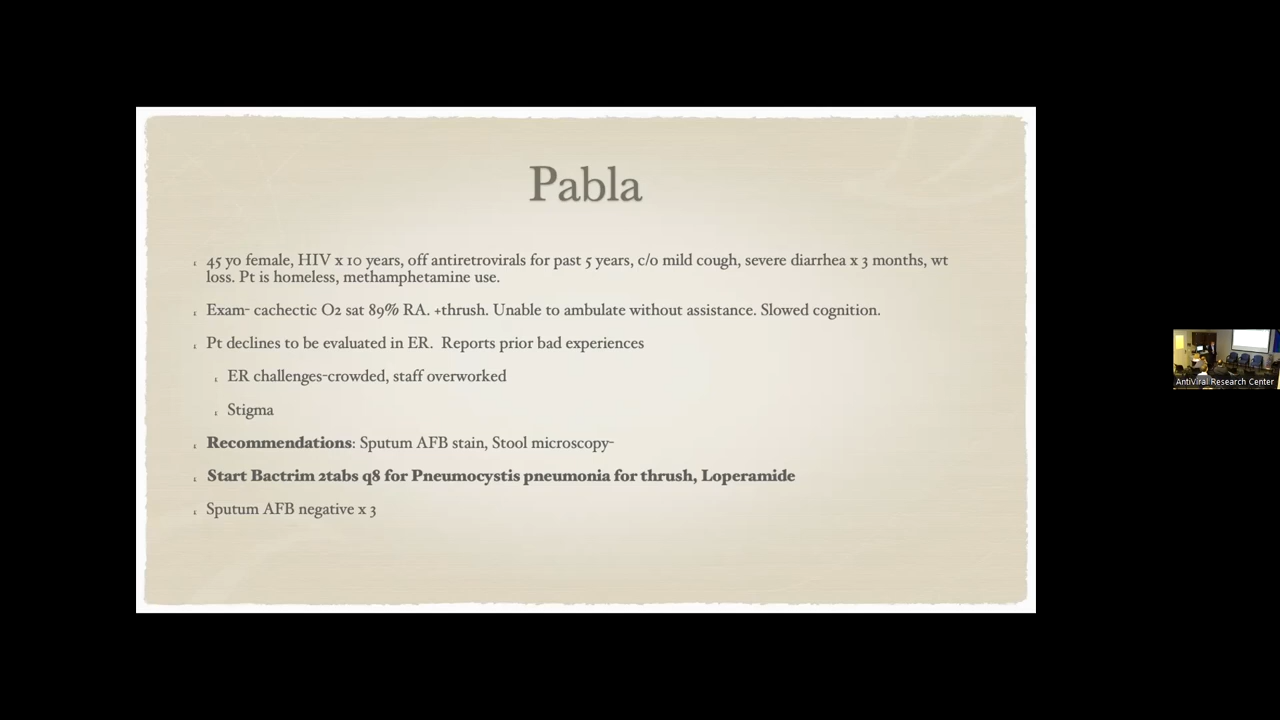 Pabla
45 yo female, HIV x 10 years, off antiretrovirals for past 5 years, c/o mild cough, severe diarrhea x 3 months, wt
loss. Pt is homeless, methamphetamine use.
Exam- cachectic O2 sat 89% RA. +thrush. Unable to ambulate without assistance. Slowed cognition.
Pt declines to be evaluated in ER. Reports prior bad experiences
ER challenges-crowded, staff overworked
Stigma
Recommendations: Sputum AFB stain, Stool microscopy-
Start Bactrim 2tabs q8 for Pneumocystis pneumonia for thrush, Loperamide
Sputum AFB negative x 3
AntiViral Research Center